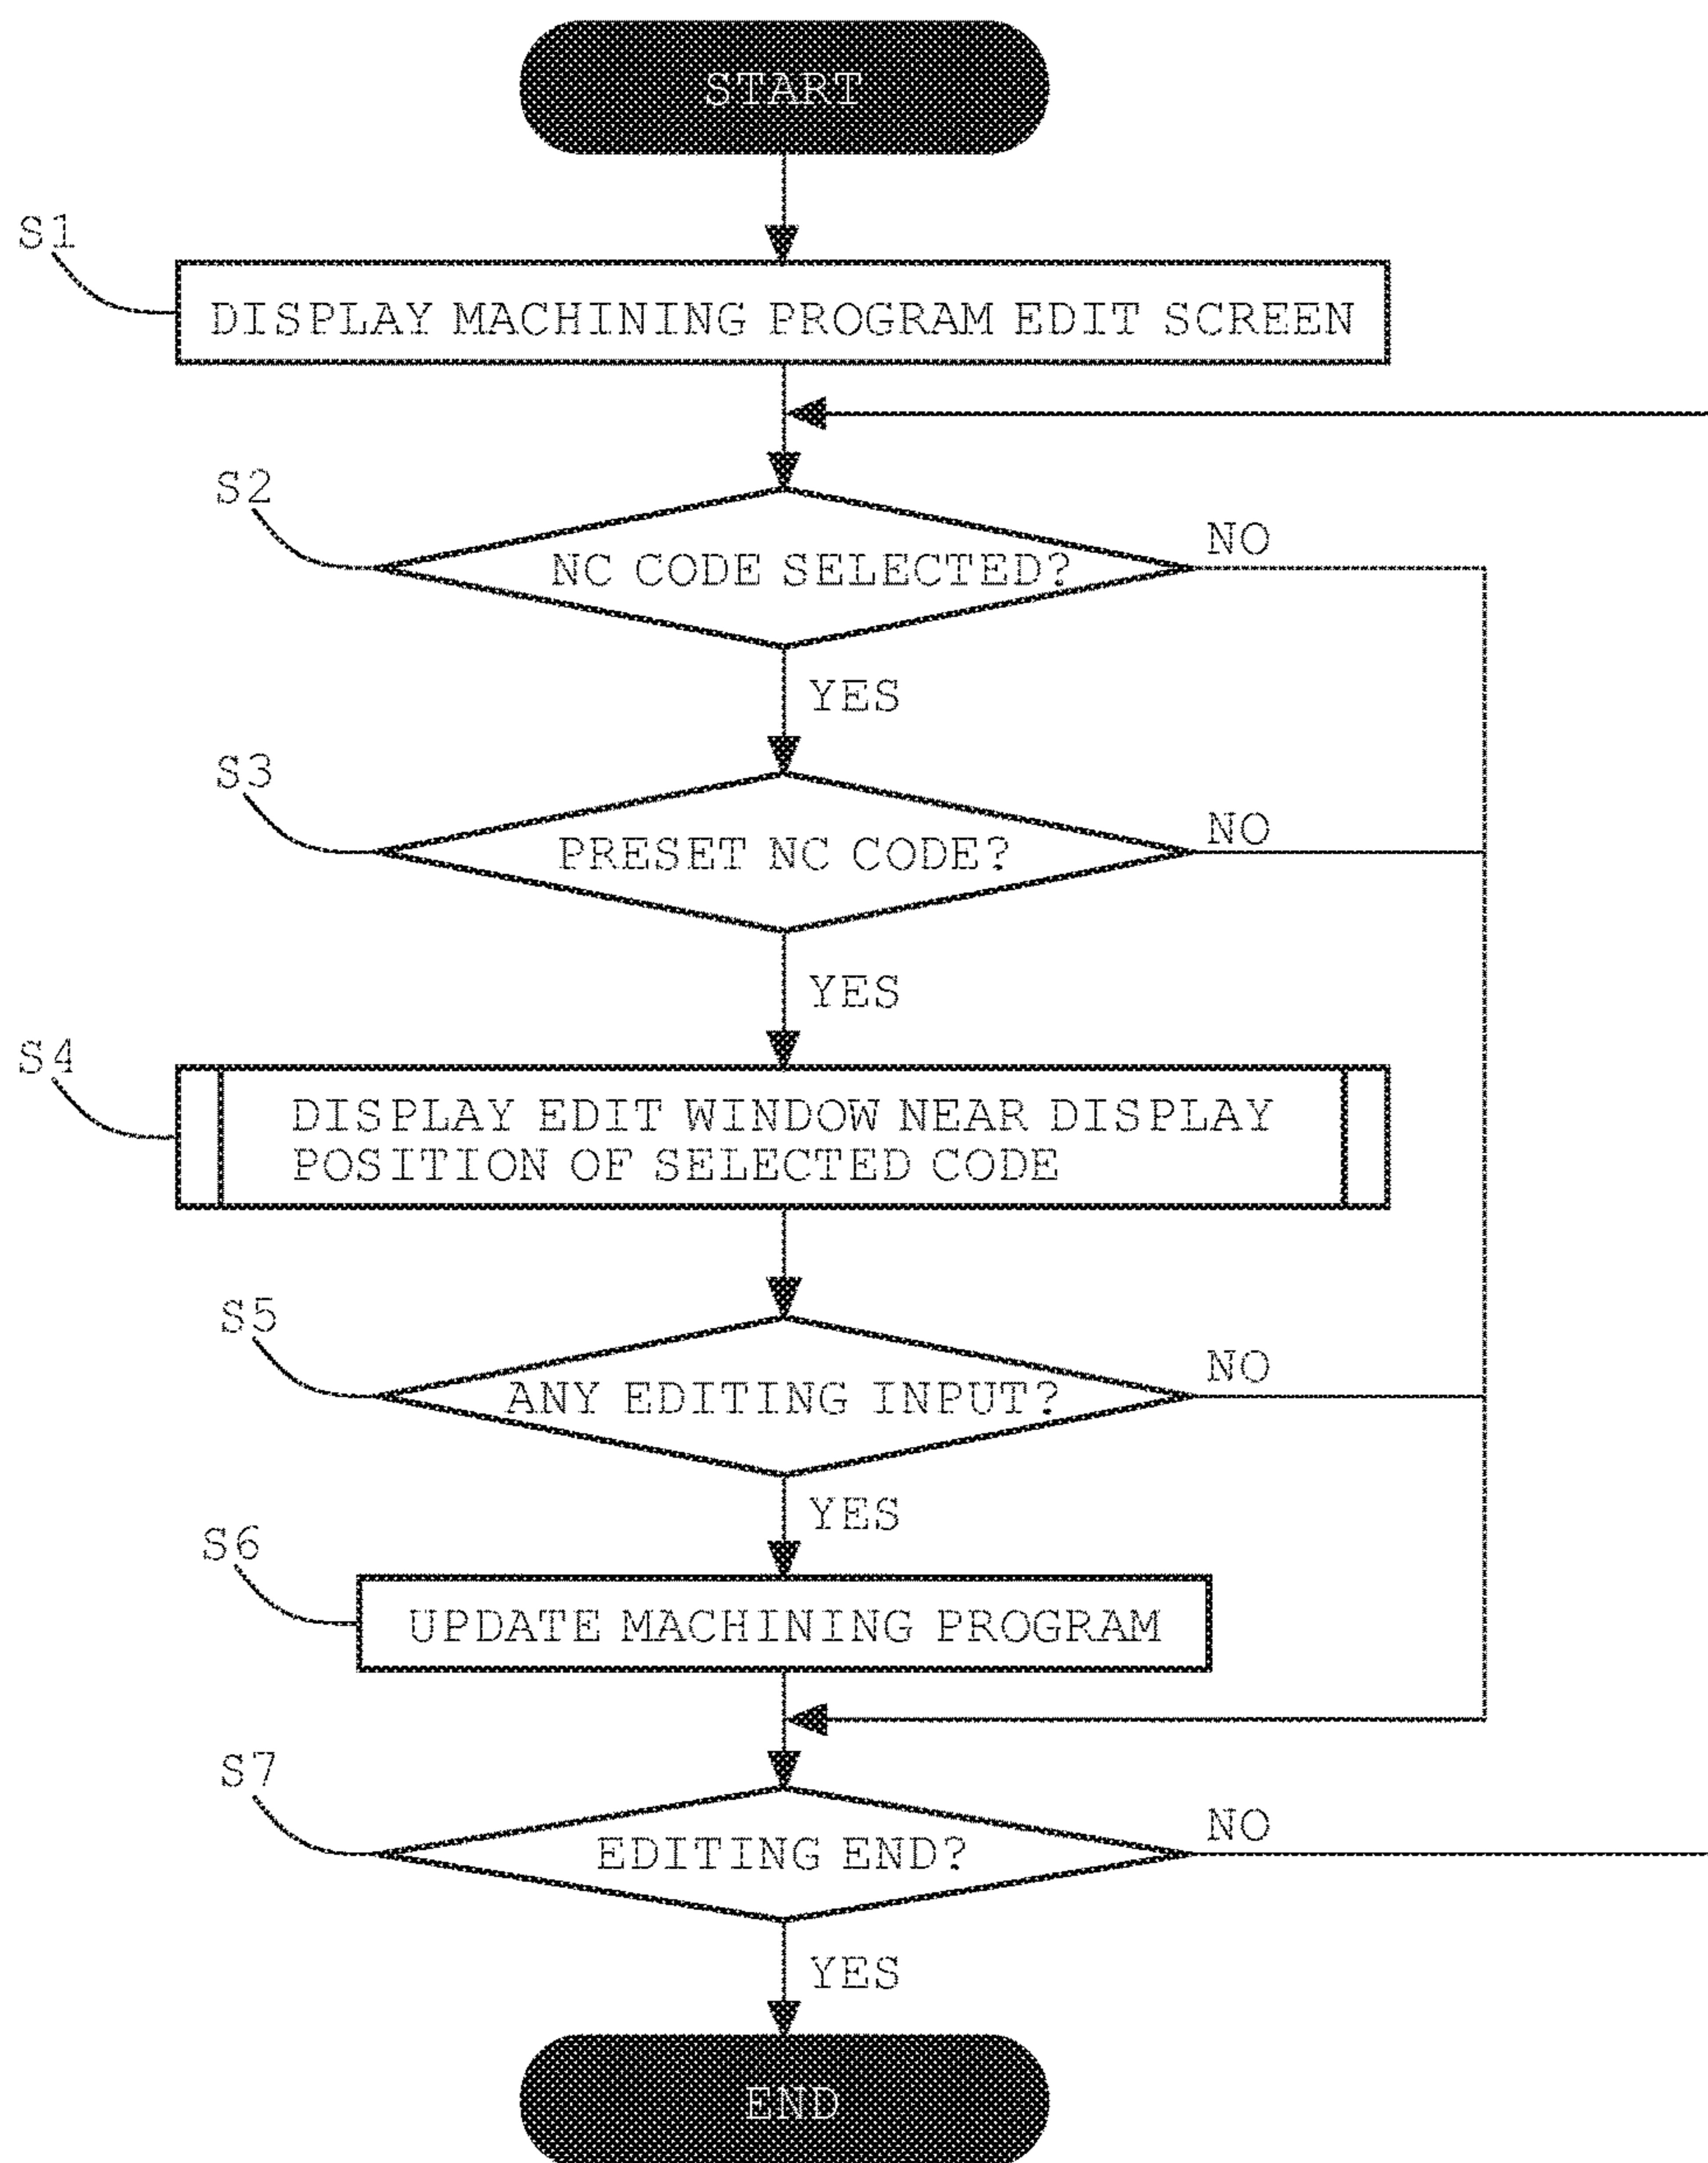 START
S1
DISPLAY MACHINING PROGRAM EDIT SCREEN
S2
NC CODE SELECTED?
NO
YES
S3
PRESET NC CODE?
NO
YES
S4
DISPLAY EDIT WINDOW NEAR DISPLAY
POSITION OF SELECTED CODE
S5
ANY EDITING INPUT?
NO
YES
S6
UPDATE MACHINING PROGRAM
S7
EDITING END?
NO
YES
END